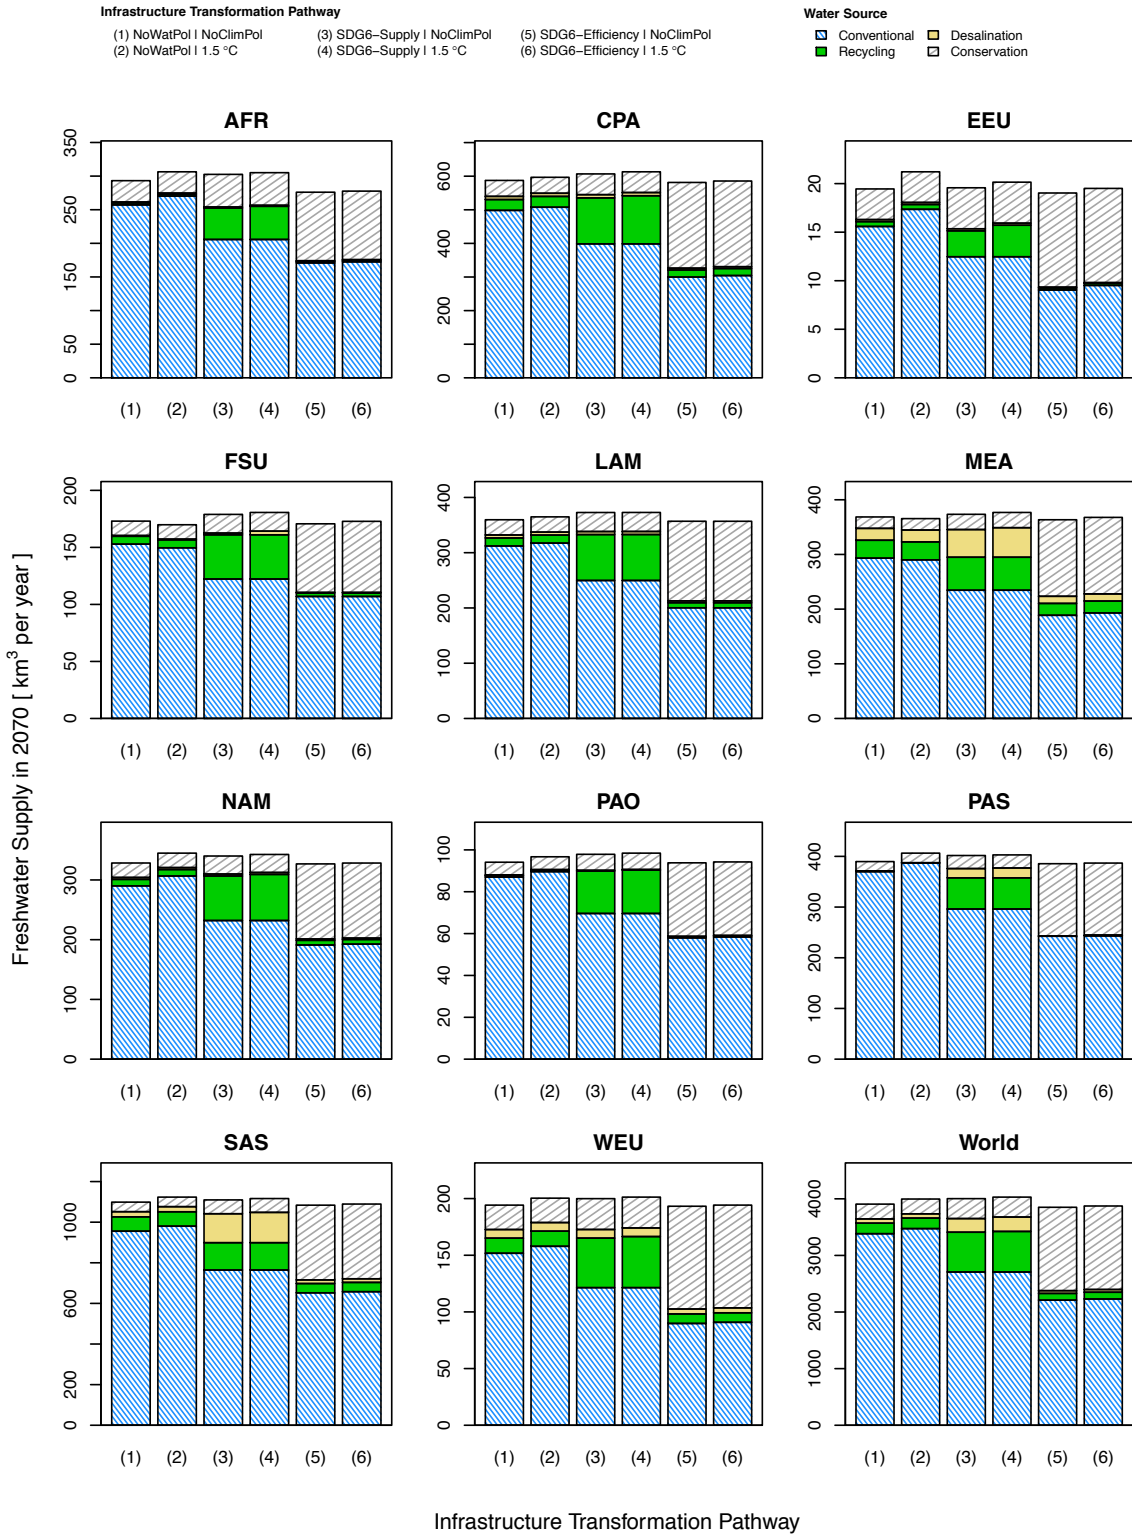 Infrastructure Transformation Pathway
(1) NoWatPol | NoClimPol (3) SDG6−Supply | NoClimPol (5) SDG6−Efficiency | NoClimPol
(2) NoWatPol | 1.5 °C (4) SDG6−Supply | 1.5 °C (6) SDG6−Efficiency | 1.5 °C
Water Source
Conventional Desalination
Recycling Conservation
Freshwater Supply in 2070 [ km³ per year ]
AFR
350
250
150
50
0
(1) (2) (3) (4) (5) (6)
CPA
600
400
200
0
(1) (2) (3) (4) (5) (6)
EEU
20
15
10
5
0
(1) (2) (3) (4) (5) (6)
FSU
200
150
100
50
0
(1) (2) (3) (4) (5) (6)
LAM
400
300
200
100
0
(1) (2) (3) (4) (5) (6)
MEA
400
300
200
100
0
(1) (2) (3) (4) (5) (6)
NAM
300
200
100
0
(1) (2) (3) (4) (5) (6)
PAO
100
80
60
40
20
0
(1) (2) (3) (4) (5) (6)
PAS
400
300
200
100
0
(1) (2) (3) (4) (5) (6)
SAS
1000
600
200
0
(1) (2) (3) (4) (5) (6)
WEU
200
150
100
50
0
(1) (2) (3) (4) (5) (6)
World
4000
3000
2000
1000
0
(1) (2) (3) (4) (5) (6)
Infrastructure Transformation Pathway